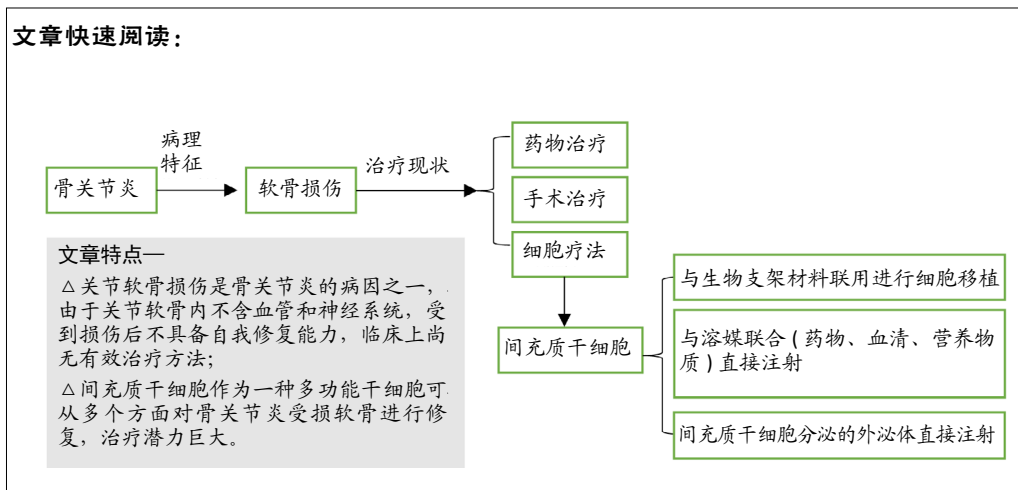 文章快速阅读：
病理
特征
骨关节炎
软骨损伤
治疗现状
药物治疗
手术治疗
细胞疗法
间充质干细胞
与生物支架材料联用进行细胞移植
与溶媒联合(药物、血清、营养物
质)直接注射
间充质干细胞分泌的外泌体直接注射
文章特点—
△关节软骨损伤是骨关节炎的病因之一，
由于关节软骨内不含血管和神经系统，受
到损伤后不具备自我修复能力，临床上尚
无有效治疗方法；
△间充质干细胞作为一种多功能干细胞可
从多个方面对骨关节炎受损软骨进行修
复，治疗潜力巨大。